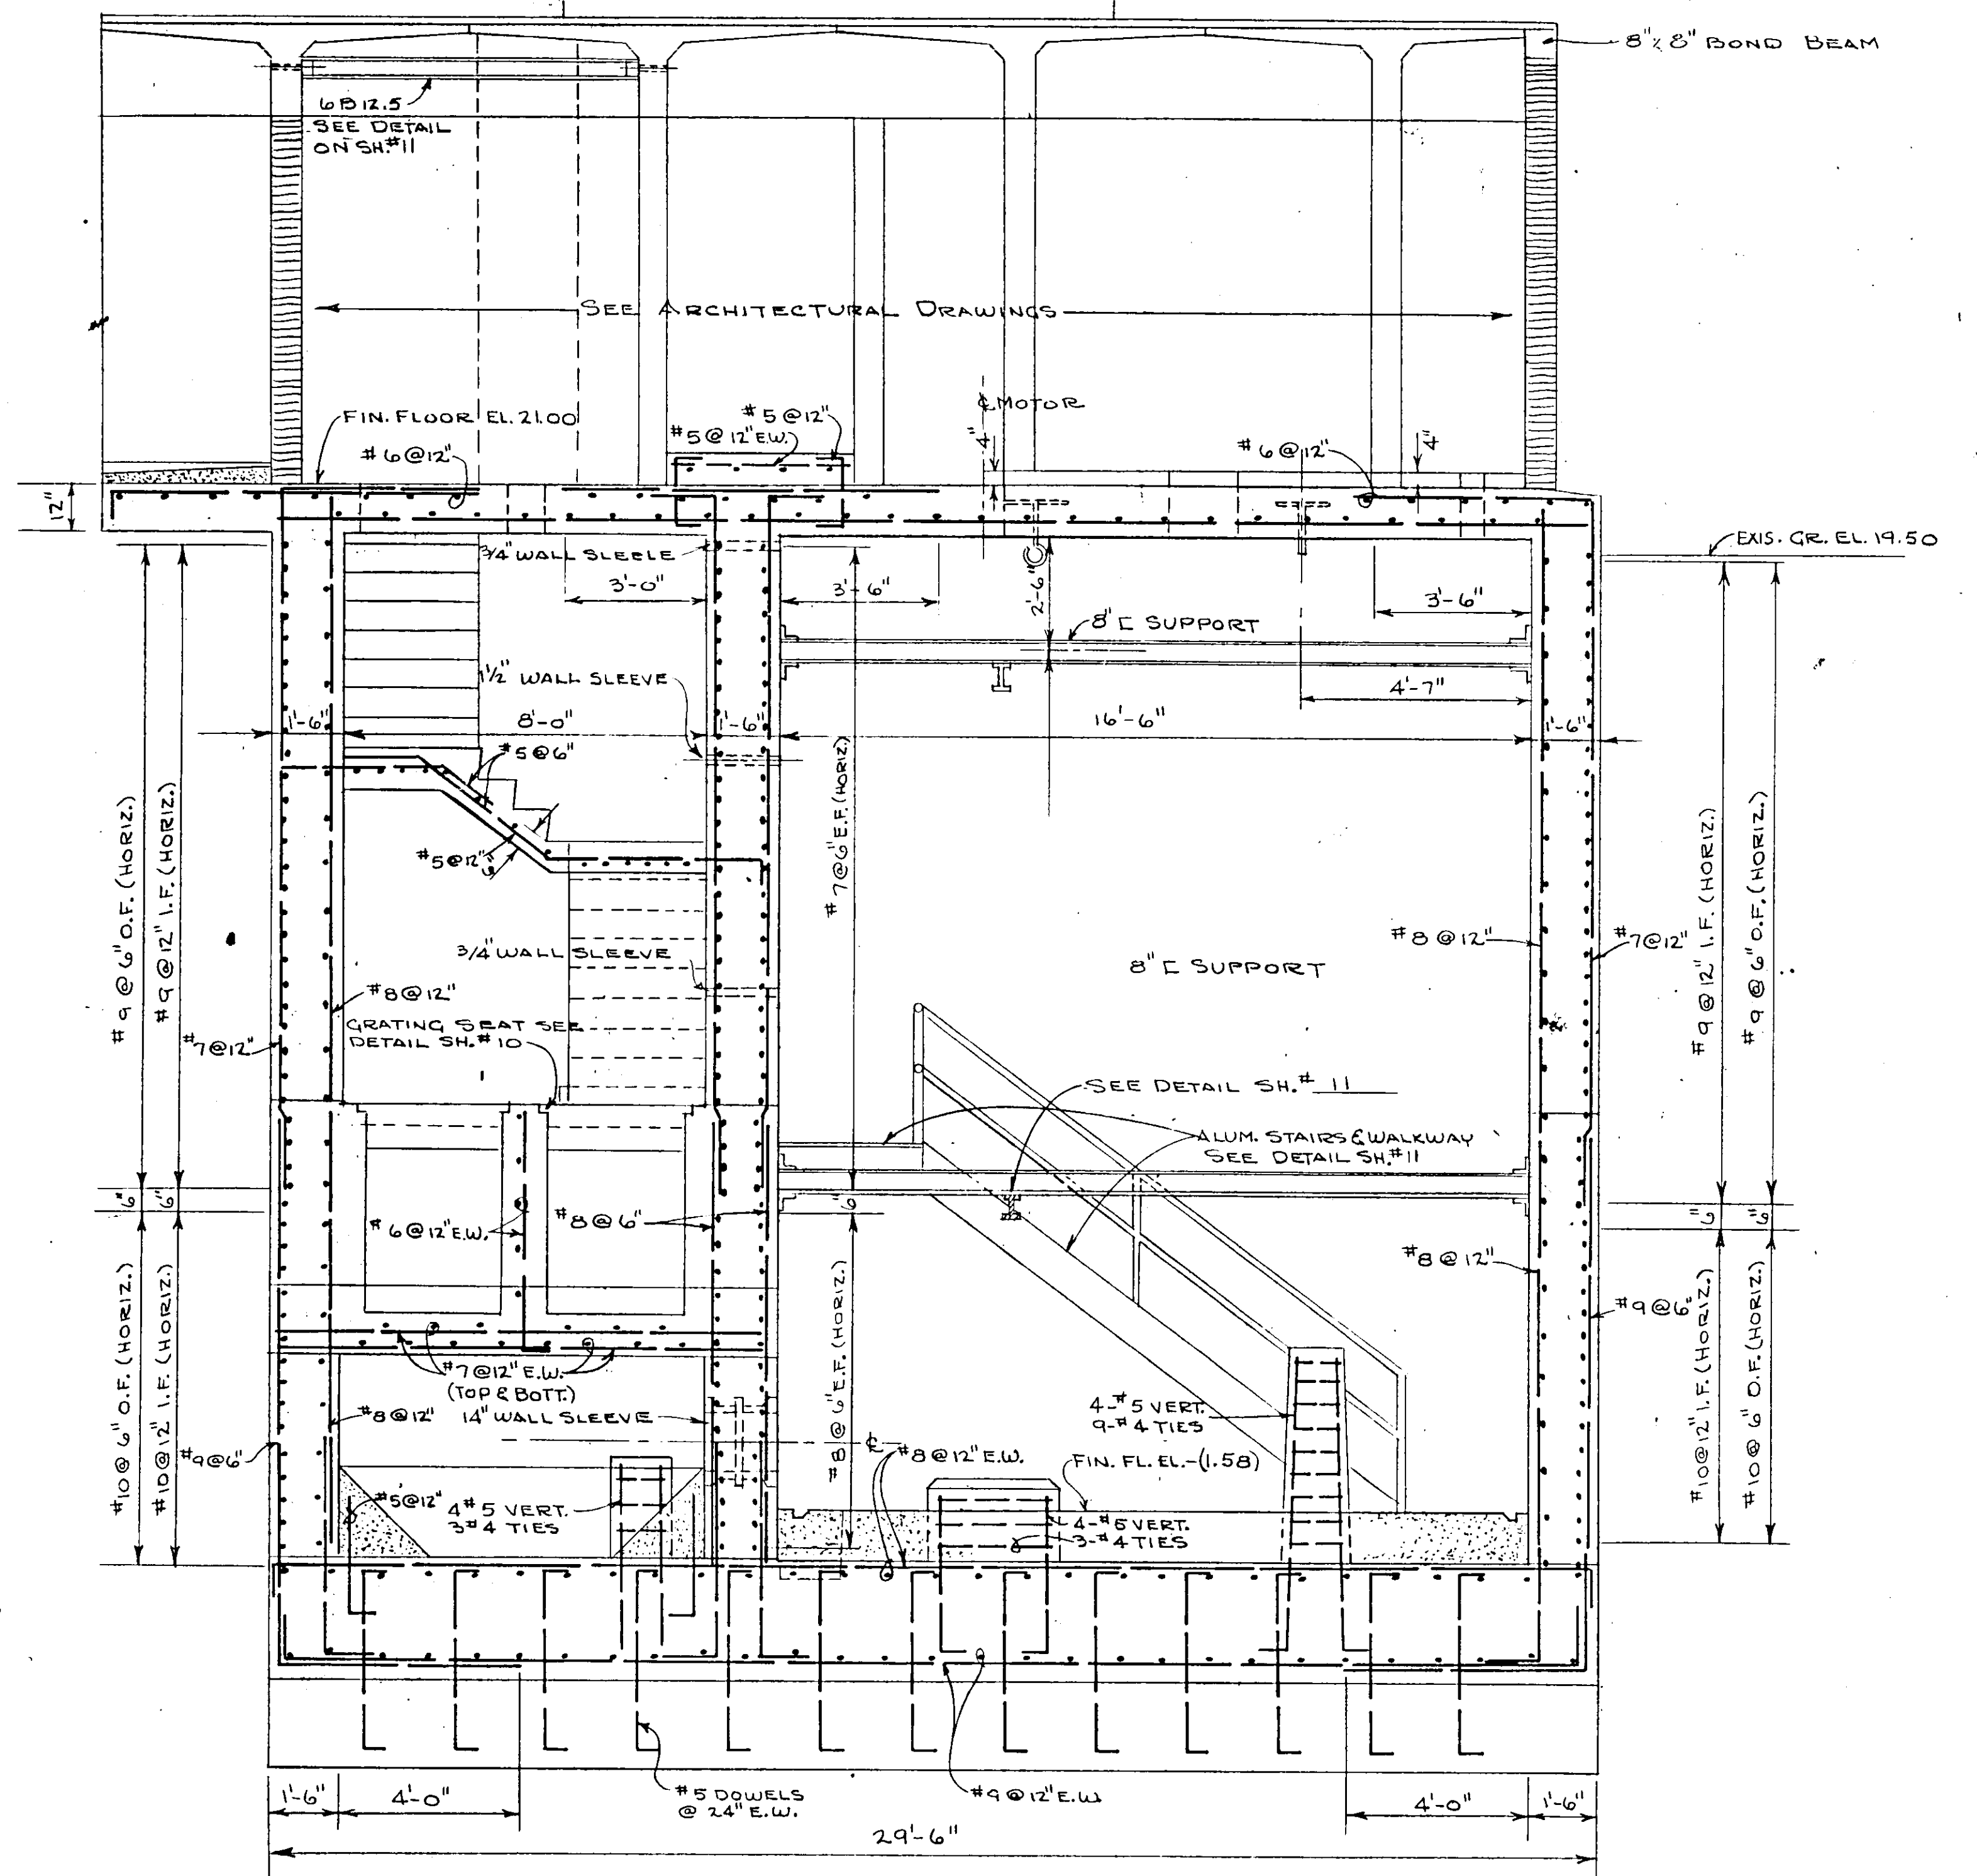 8"x 8" BOND BEAM
6B12.5
SEE DETAIL
ON SH.#11
SEE ARCHITECTURAL DRAWINGS
FIN. FLOOR EL. 21.00
#6@12"
#5@12"
#5@12" E.W.
℄ MOTOR
4"
#6@12"
4"
12"
EXIS. GR. EL. 19.50
3/4" WALL SLEELE
3'-0"
3'-6"
2'-6"
3'-6"
8" [ SUPPORT
1 1/2" WALL SLEEVE
4'-7"
1'-6"
8'-0"
1'-6"
16'-6"
1'-6"
#5@6"
#7@6" E.F. (HORIZ.)
#9@6" O.F. (HORIZ.)
#9@12" I.F. (HORIZ.)
#5@12"
6"
3/4" WALL SLEEVE
#8@12"
#7@12"
8" [ SUPPORT
#9@12" I.F. (HORIZ.)
#9@6" O.F. (HORIZ.)
#8@12"
GRATING SEAT SEE
DETAIL SH.#10
#7@12"
SEE DETAIL SH.# 11
ALUM. STAIRS & WALKWAY
SEE DETAIL SH.#11
6"
6"
6"
6"
6"
#6@12" E.W.
#8@6"
#8@12"
#9@6"
#10@6" O.F. (HORIZ.)
#10@12" I.F. (HORIZ.)
#8@6" E.F. (HORIZ.)
#10@12" I.F. (HORIZ.)
#10@6" O.F. (HORIZ.)
#7@12" E.W.
(TOP & BOTT.)
#8@12"
14" WALL SLEEVE
4-#5 VERT.
9-#4 TIES
#9@6"
℄
#8@12" E.W.
FIN. FL. EL.-(1.58)
#5@12"
4#5 VERT.
3#4 TIES
4-#5 VERT.
3-#4 TIES
1'-6"
4'-0"
#5 DOWELS
@ 24" E.W.
#9@12" E.W.
4'-0"
1'-6"
29'-6"